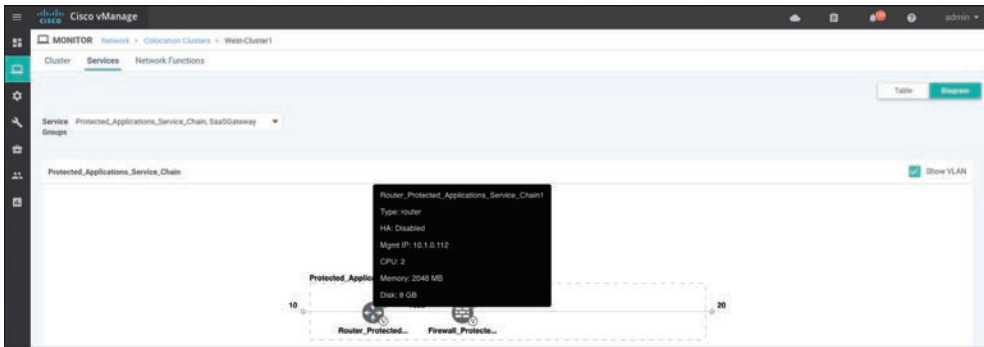 cisco Cisco vManage admin
MONITOR Network > Colocation Clusters > West-Cluster1
Cluster Services Network Functions
Table Diagram
Service Groups Protected_Applications_Service_Chain, SaaSGateway
Protected_Applications_Service_Chain Show VLAN
Router_Protected_Applications_Service_Chain1
Type: router
HA: Disabled
Mgmt IP: 10.1.0.112
CPU: 2
Memory: 2048 MB
Disk: 8 GB
Protected_Applic
10 20
Router_Protected... Firewall_Protecte...